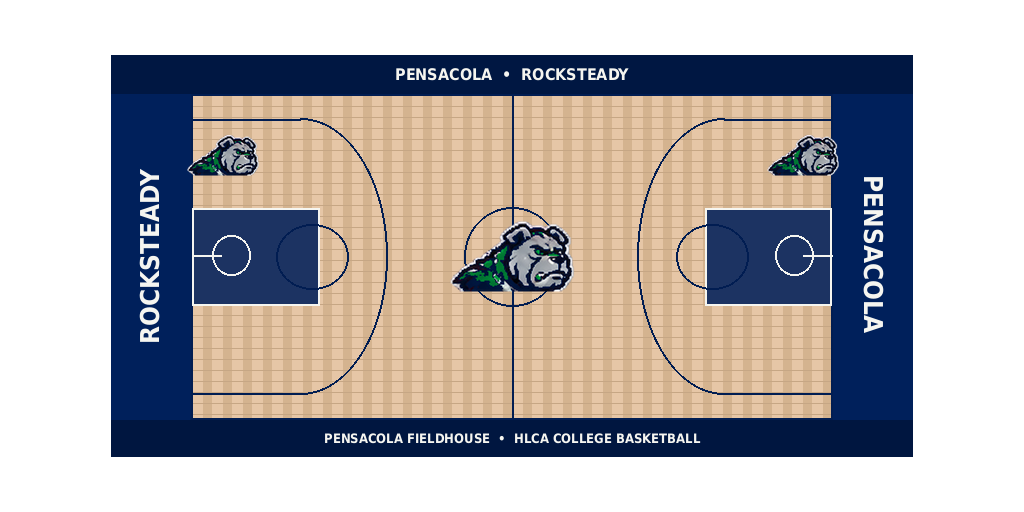 PENSACOLA • ROCKSTEADY
ROCKSTEADY
PENSACOLA
PENSACOLA FIELDHOUSE • HLCA COLLEGE BASKETBALL